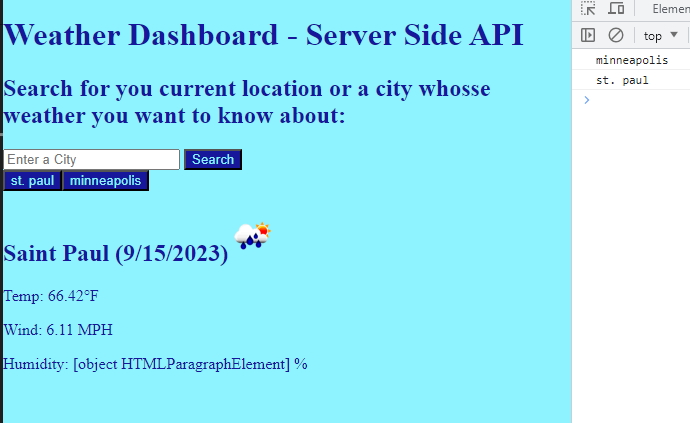 Weather Dashboard - Server Side API
Search for you current location or a city whosse
weather you want to know about:
Enter a City Search
st. paul minneapolis
Saint Paul (9/15/2023)
Temp: 66.42°F
Wind: 6.11 MPH
Humidity: [object HTMLParagraphElement] %
Elemen
top ▼
minneapolis
st. paul
>